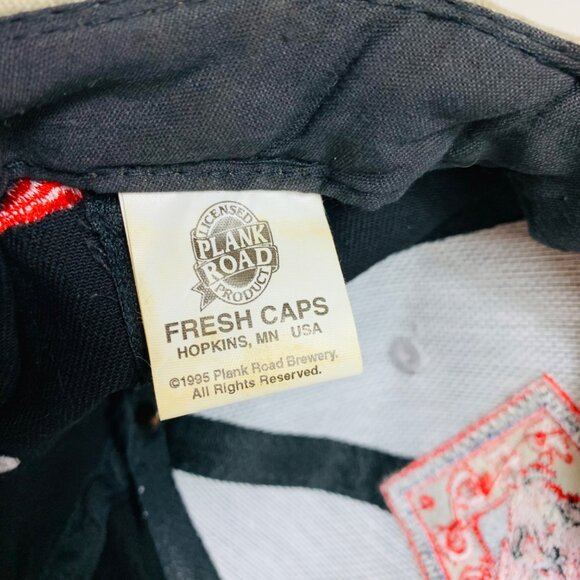 LICENSED
PLANK
ROAD
PRODUCT
FRESH CAPS
HOPKINS, MN USA
©1995 Plank Road Brewery.
All Rights Reserved.